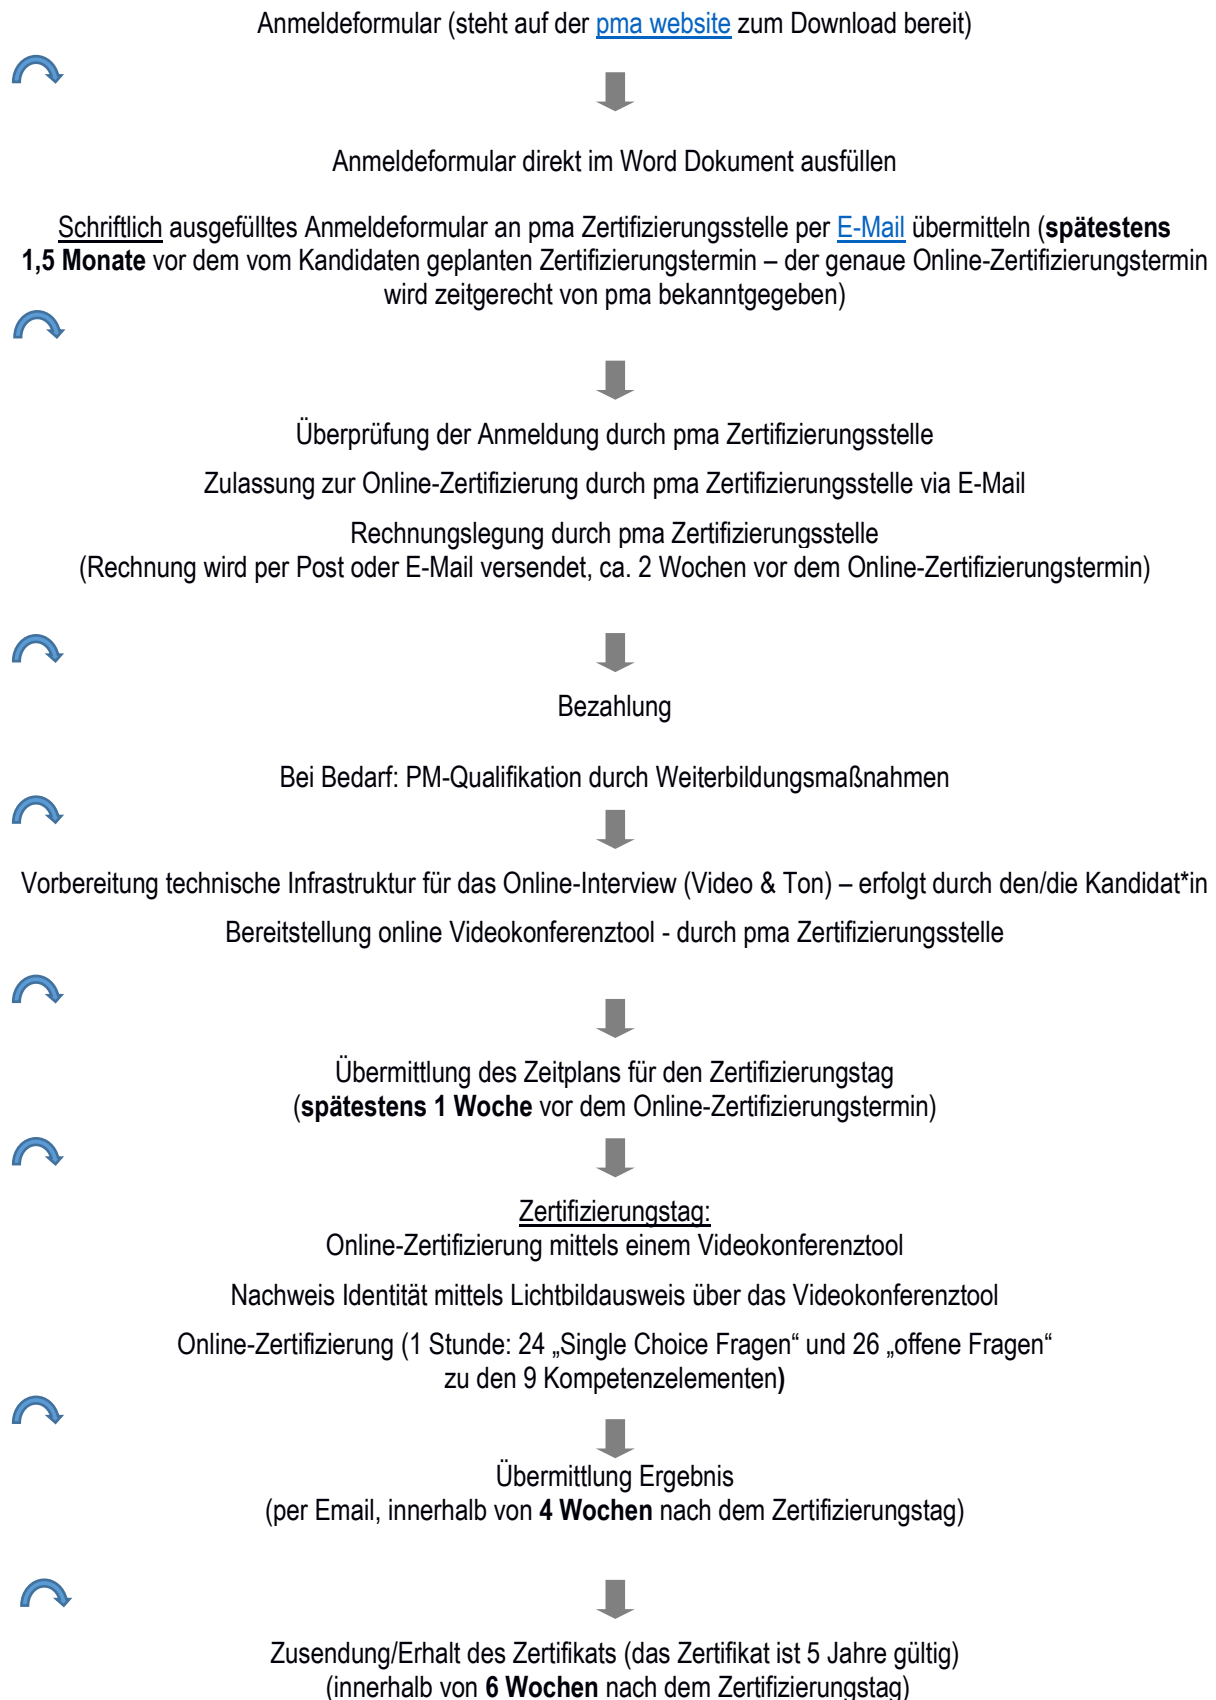 Anmeldeformular (steht auf der pma website zum Download bereit)
Anmeldeformular direkt im Word Dokument ausfüllen
Schriftlich ausgefülltes Anmeldeformular an pma Zertifizierungsstelle per E-Mail übermitteln (spätestens
1,5 Monate vor dem vom Kandidaten geplanten Zertifizierungstermin – der genaue Online-Zertifizierungstermin
wird zeitgerecht von pma bekanntgegeben)
Überprüfung der Anmeldung durch pma Zertifizierungsstelle
Zulassung zur Online-Zertifizierung durch pma Zertifizierungsstelle via E-Mail
Rechnungslegung durch pma Zertifizierungsstelle
(Rechnung wird per Post oder E-Mail versendet, ca. 2 Wochen vor dem Online-Zertifizierungstermin)
Bezahlung
Bei Bedarf: PM-Qualifikation durch Weiterbildungsmaßnahmen
Vorbereitung technische Infrastruktur für das Online-Interview (Video & Ton) – erfolgt durch den/die Kandidat*in
Bereitstellung online Videokonferenztool - durch pma Zertifizierungsstelle
Übermittlung des Zeitplans für den Zertifizierungstag
(spätestens 1 Woche vor dem Online-Zertifizierungstermin)
Zertifizierungstag:
Online-Zertifizierung mittels einem Videokonferenztool
Nachweis Identität mittels Lichtbildausweis über das Videokonferenztool
Online-Zertifizierung (1 Stunde: 24 „Single Choice Fragen“ und 26 „offene Fragen“
zu den 9 Kompetenzelementen)
Übermittlung Ergebnis
(per Email, innerhalb von 4 Wochen nach dem Zertifizierungstag)
Zusendung/Erhalt des Zertifikats (das Zertifikat ist 5 Jahre gültig)
(innerhalb von 6 Wochen nach dem Zertifizierungstag)